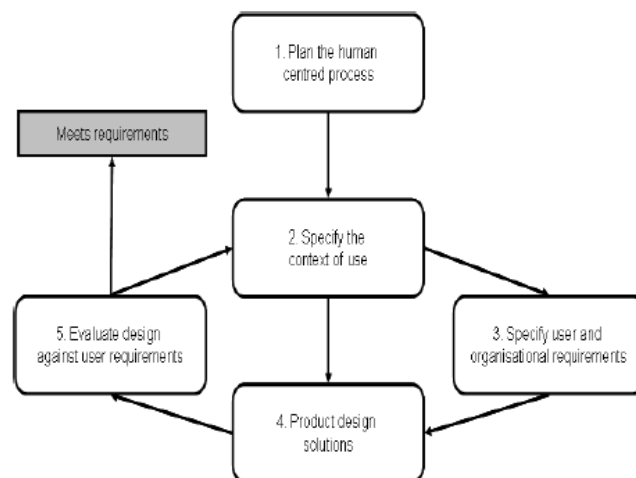 1. Plan the human
centred process
Meets requirements
2. Specify the
context of use
5. Evaluate design
against user requirements
3. Specify user and
organisational requirements
4. Product design
solutions